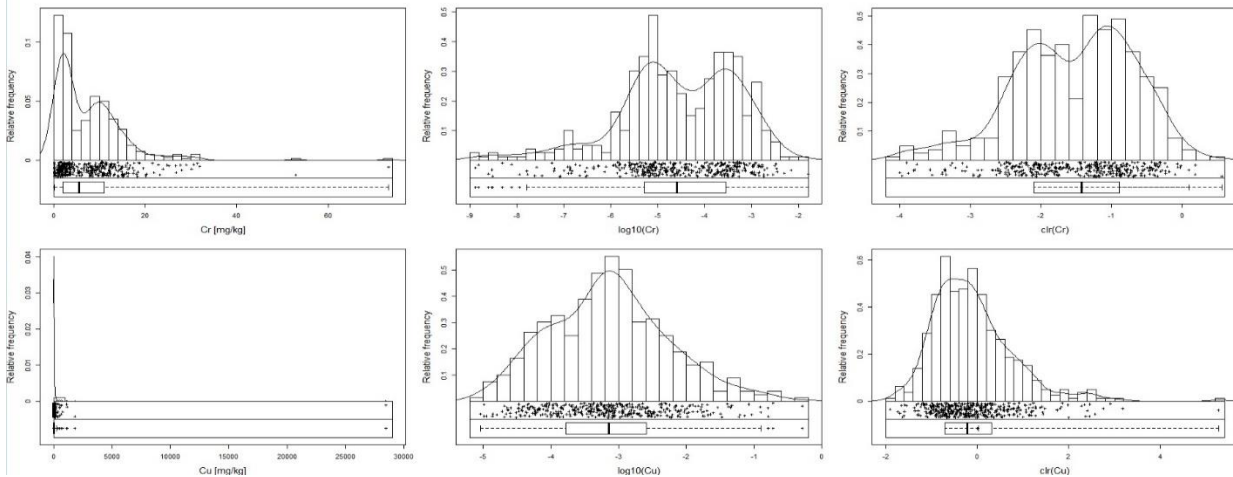 Relative frequency
0.1
0.05
0
0 20 40 60
Cr [mg/kg]
Relative frequency
0.5
0.4
0.3
0.2
0.1
-9 -8 -7 -6 -5 -4 -3 -2
log10(Cr)
Relative frequency
0.5
0.4
0.3
0.2
0.1
-4 -3 -2 -1 0
clr(Cr)
Relative frequency
0.04
0.03
0.02
0.01
0
0 5000 10000 15000 20000 25000 30000
Cu [mg/kg]
Relative frequency
0.5
0.4
0.3
0.2
0.1
-5 -4 -3 -2 -1 0
log10(Cu)
Relative frequency
0.6
0.4
0.2
0
-2 0 2 4
clr(Cu)